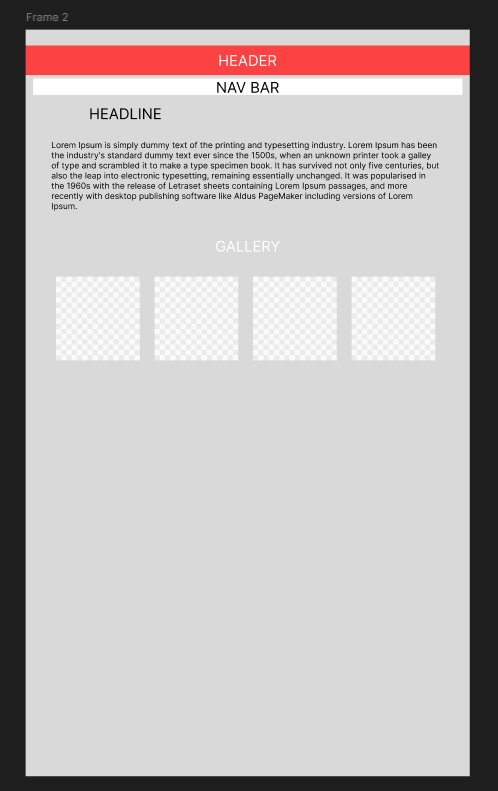 Frame 2
HEADER
NAV BAR
HEADLINE
Lorem Ipsum is simply dummy text of the printing and typesetting industry. Lorem Ipsum has been
the industry's standard dummy text ever since the 1500s, when an unknown printer took a galley
of type and scrambled it to make a type specimen book. It has survived not only five centuries, but
also the leap into electronic typesetting, remaining essentially unchanged. It was popularised in
the 1960s with the release of Letraset sheets containing Lorem Ipsum passages, and more
recently with desktop publishing software like Aldus PageMaker including versions of Lorem
Ipsum.
GALLERY